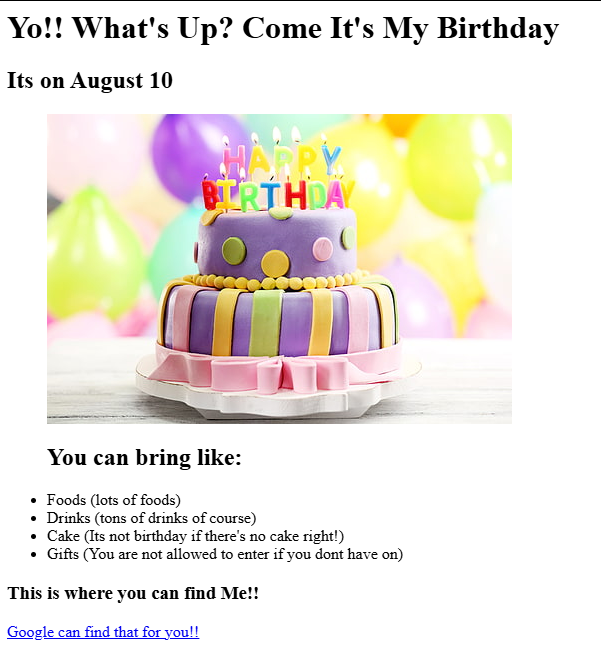 Yo!! What's Up? Come It's My Birthday
Its on August 10
HAPPY
BIRTHDAY
You can bring like:
Foods (lots of foods)
Drinks (tons of drinks of course)
Cake (Its not birthday if there's no cake right!)
Gifts (You are not allowed to enter if you dont have on)
This is where you can find Me!!
Google can find that for you!!